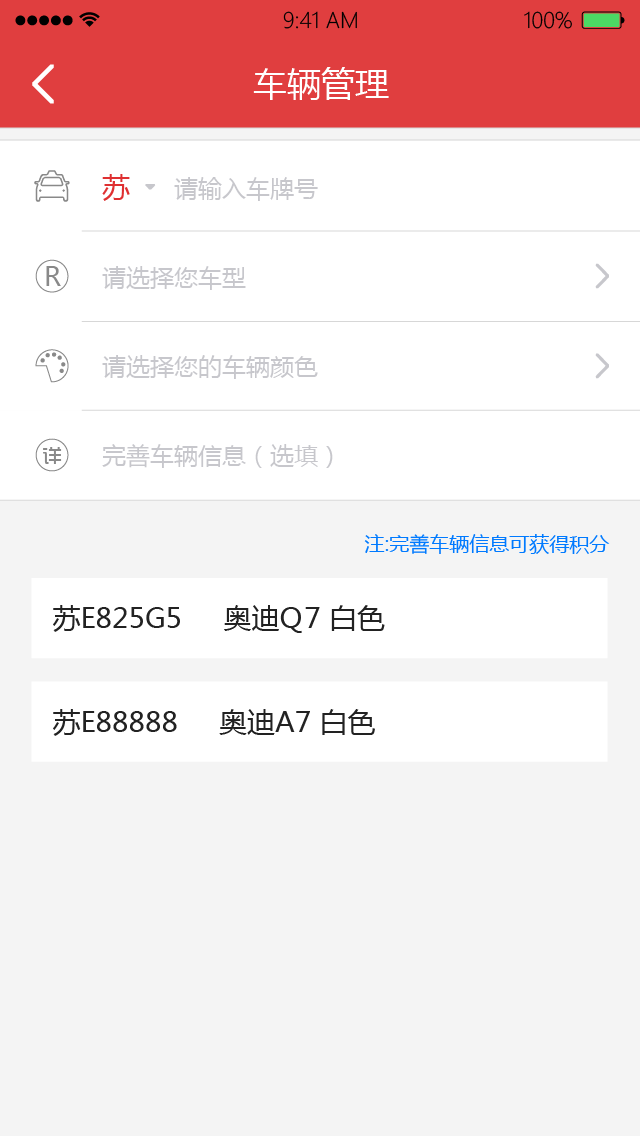 9:41 AM 100%
车辆管理
苏 请输入车牌号
R 请选择您车型
请选择您的车辆颜色
详 完善车辆信息（选填）
注:完善车辆信息可获得积分
苏E825G5 奥迪Q7 白色
苏E88888 奥迪A7 白色